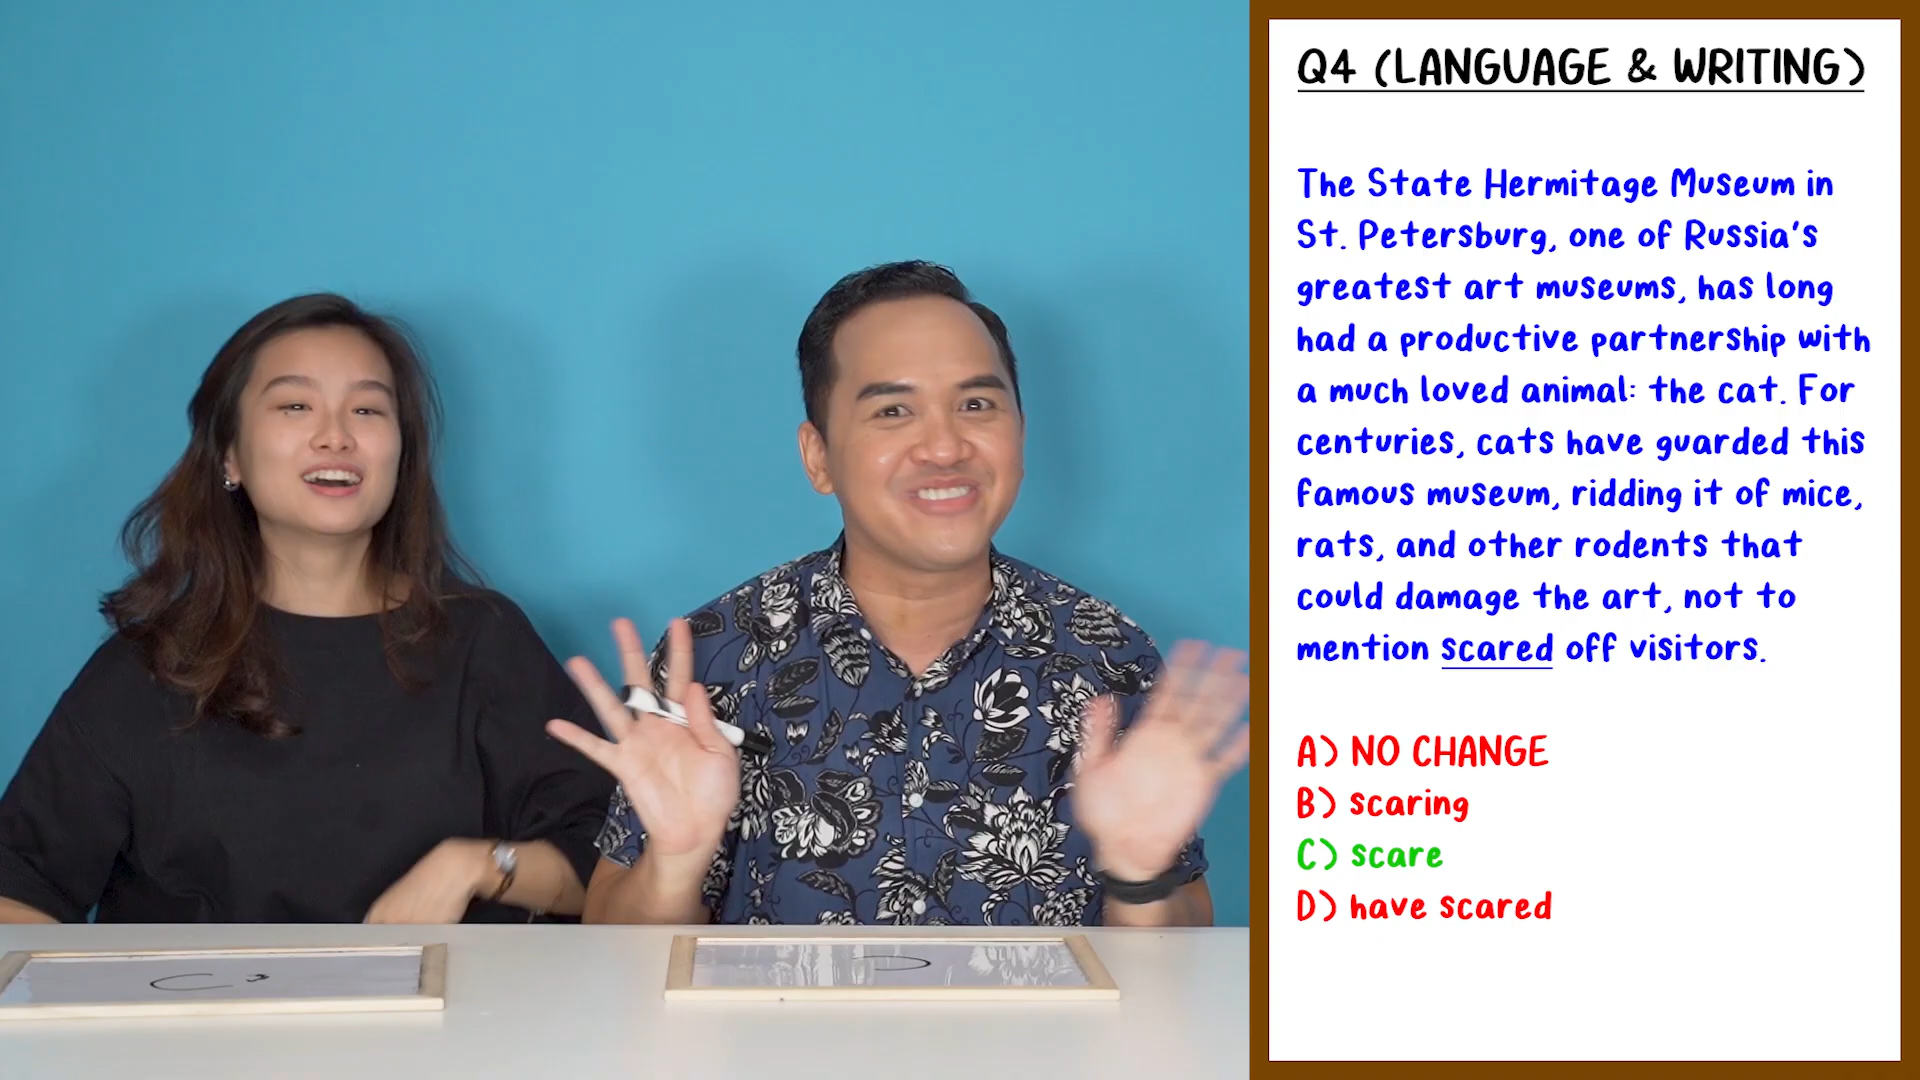 Q4 (LANGUAGE & WRITING)
The State Hermitage Museum in
St. Petersburg, one of Russia's
greatest art museums, has long
had a productive partnership with
a much loved animal: the cat. For
centuries, cats have guarded this
famous museum, ridding it of mice,
rats, and other rodents that
could damage the art, not to
mention scared off visitors.
A) NO CHANGE
B) scaring
C) scare
D) have scared
C ?
C